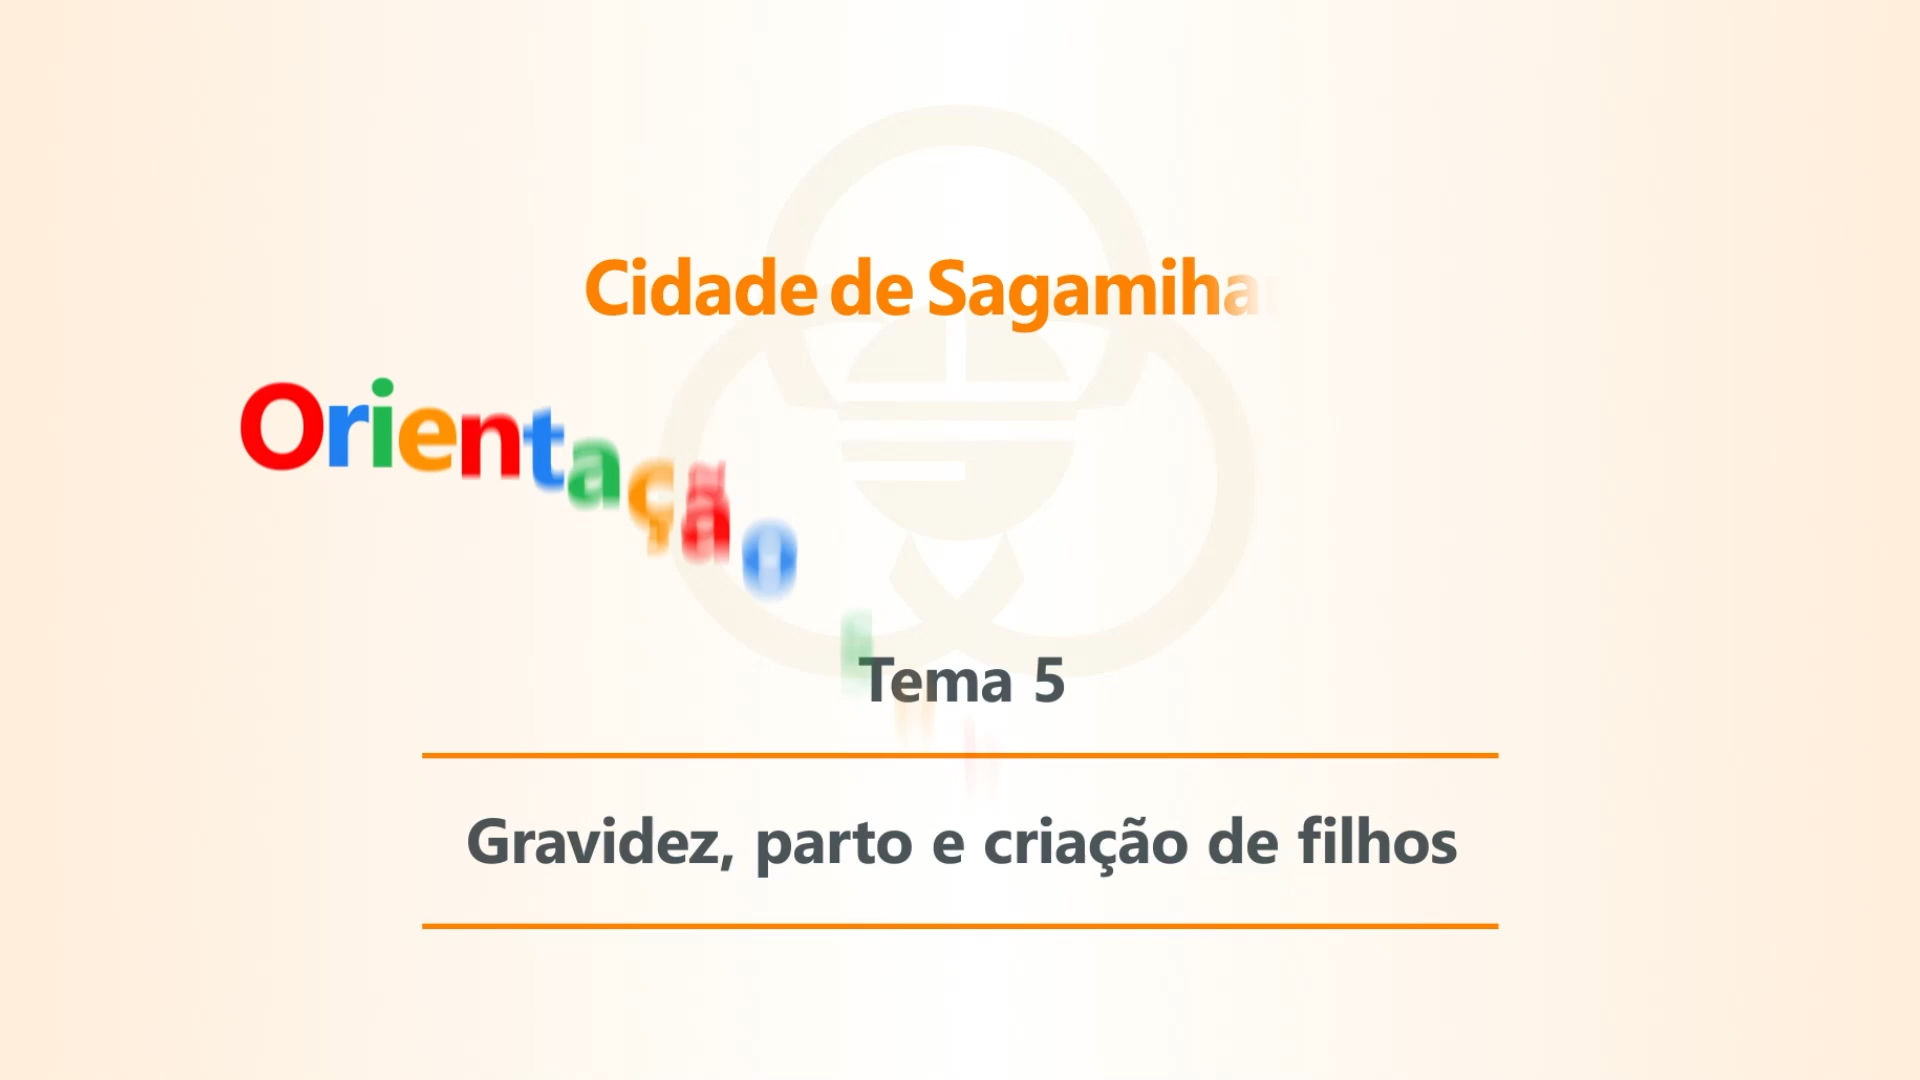 Cidade de Sagamiha
Orientação
Tema 5
Gravidez, parto e criação de filhos